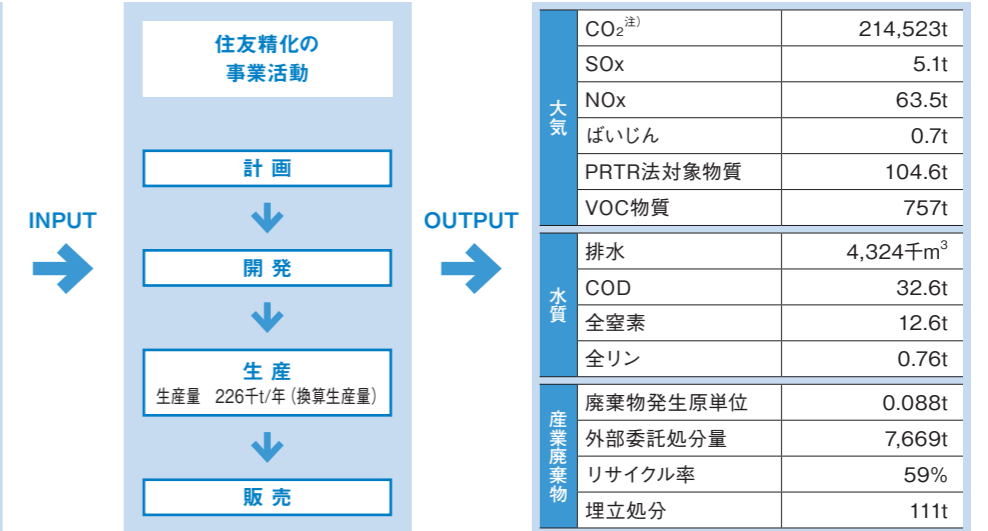 INPUT
住友精化の
事業活動
計画
開発
生産
生産量 226千t/年(換算生産量)
販売
OUTPUT
大気
CO₂注) 214,523t
SOx 5.1t
NOx 63.5t
ばいじん 0.7t
PRTR法対象物質 104.6t
VOC物質 757t
水質
排水 4,324千m³
COD 32.6t
全窒素 12.6t
全リン 0.76t
産業廃棄物
廃棄物発生原単位 0.088t
外部委託処分量 7,669t
リサイクル率 59%
埋立処分 111t